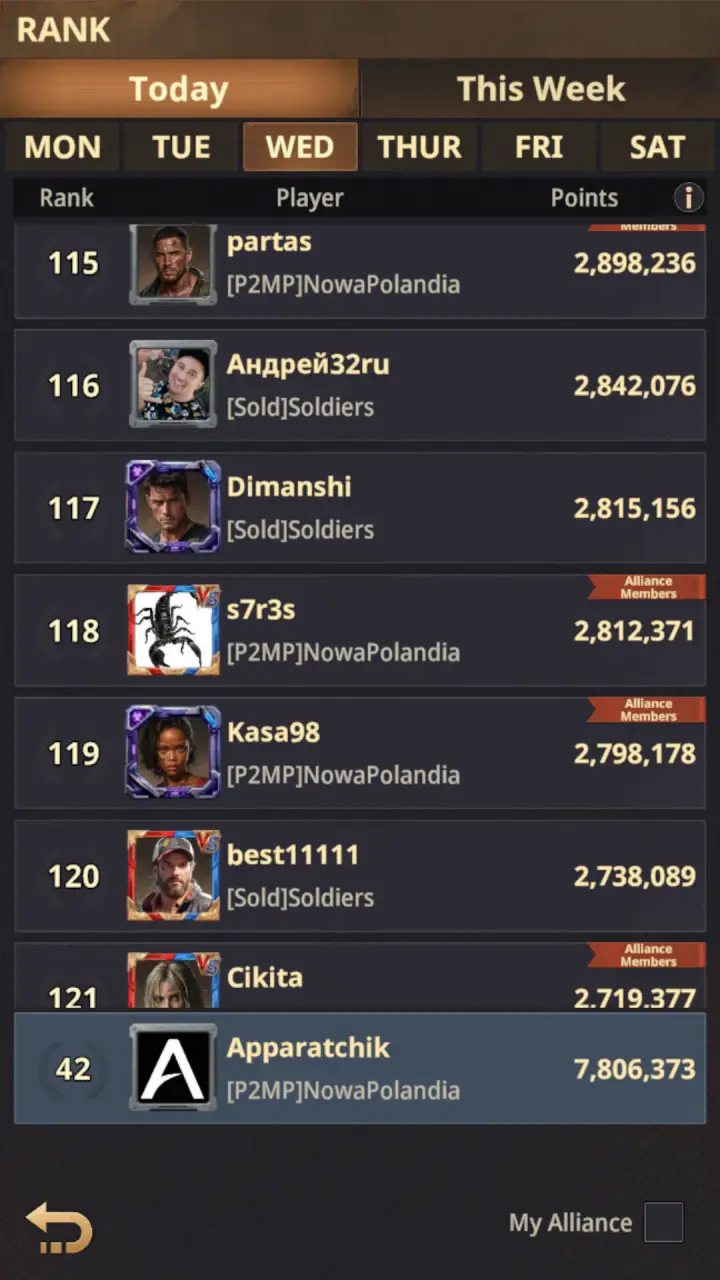 RANK
Today
This Week
MON
TUE
WED
THUR
FRI
SAT
Rank
Player
Points
Members
115
partas
[P2MP]NowaPolandia
2,898,236
116
Андрей32ru
[Sold]Soldiers
2,842,076
117
Dimanshi
[Sold]Soldiers
2,815,156
Alliance
Members
118
s7r3s
[P2MP]NowaPolandia
2,812,371
Alliance
Members
119
Kasa98
[P2MP]NowaPolandia
2,798,178
120
best11111
[Sold]Soldiers
2,738,089
Alliance
Members
121
Cikita
2,719,377
42
Apparatchik
[P2MP]NowaPolandia
7,806,373
My Alliance